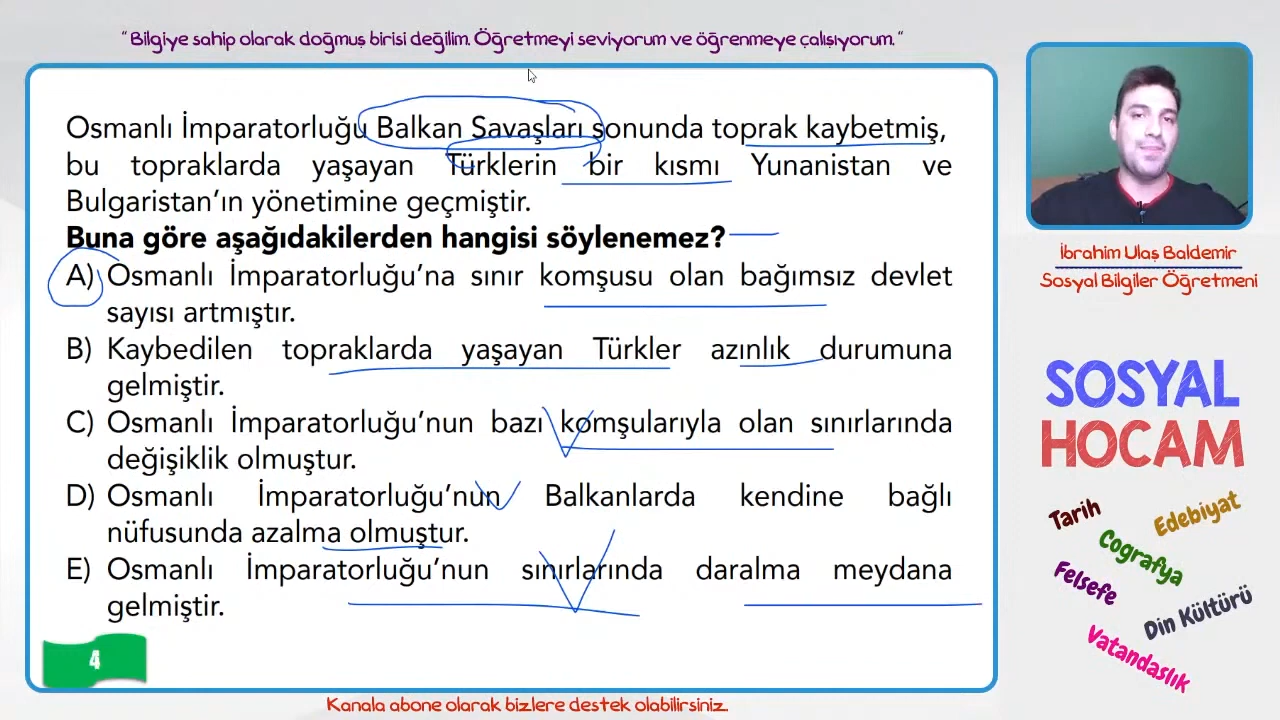 " Bilgiye sahip olarak doğmuş birisi değilim. Öğretmeyi seviyorum ve öğrenmeye çalışıyorum. "
Osmanlı İmparatorluğu Balkan Savaşları sonunda toprak kaybetmiş,
bu topraklarda yaşayan Türklerin bir kısmı Yunanistan ve
Bulgaristan'ın yönetimine geçmiştir.
Buna göre aşağıdakilerden hangisi söylenemez?
A) Osmanlı İmparatorluğu'na sınır komşusu olan bağımsız devlet
sayısı artmıştır.
B) Kaybedilen topraklarda yaşayan Türkler azınlık durumuna
gelmiştir.
C) Osmanlı İmparatorluğu'nun bazı komşularıyla olan sınırlarında
değişiklik olmuştur.
D) Osmanlı İmparatorluğu'nun Balkanlarda kendine bağlı
nüfusunda azalma olmuştur.
E) Osmanlı İmparatorluğu'nun sınırlarında daralma meydana
gelmiştir.
4
Kanala abone olarak bizlere destek olabilirsiniz.
İbrahim Ulaş Baldemir
Sosyal Bilgiler Öğretmeni
SOSYAL
HOCAM
Tarih
Edebiyat
Coğrafya
Felsefe
Din Kültürü
Vatandaslık